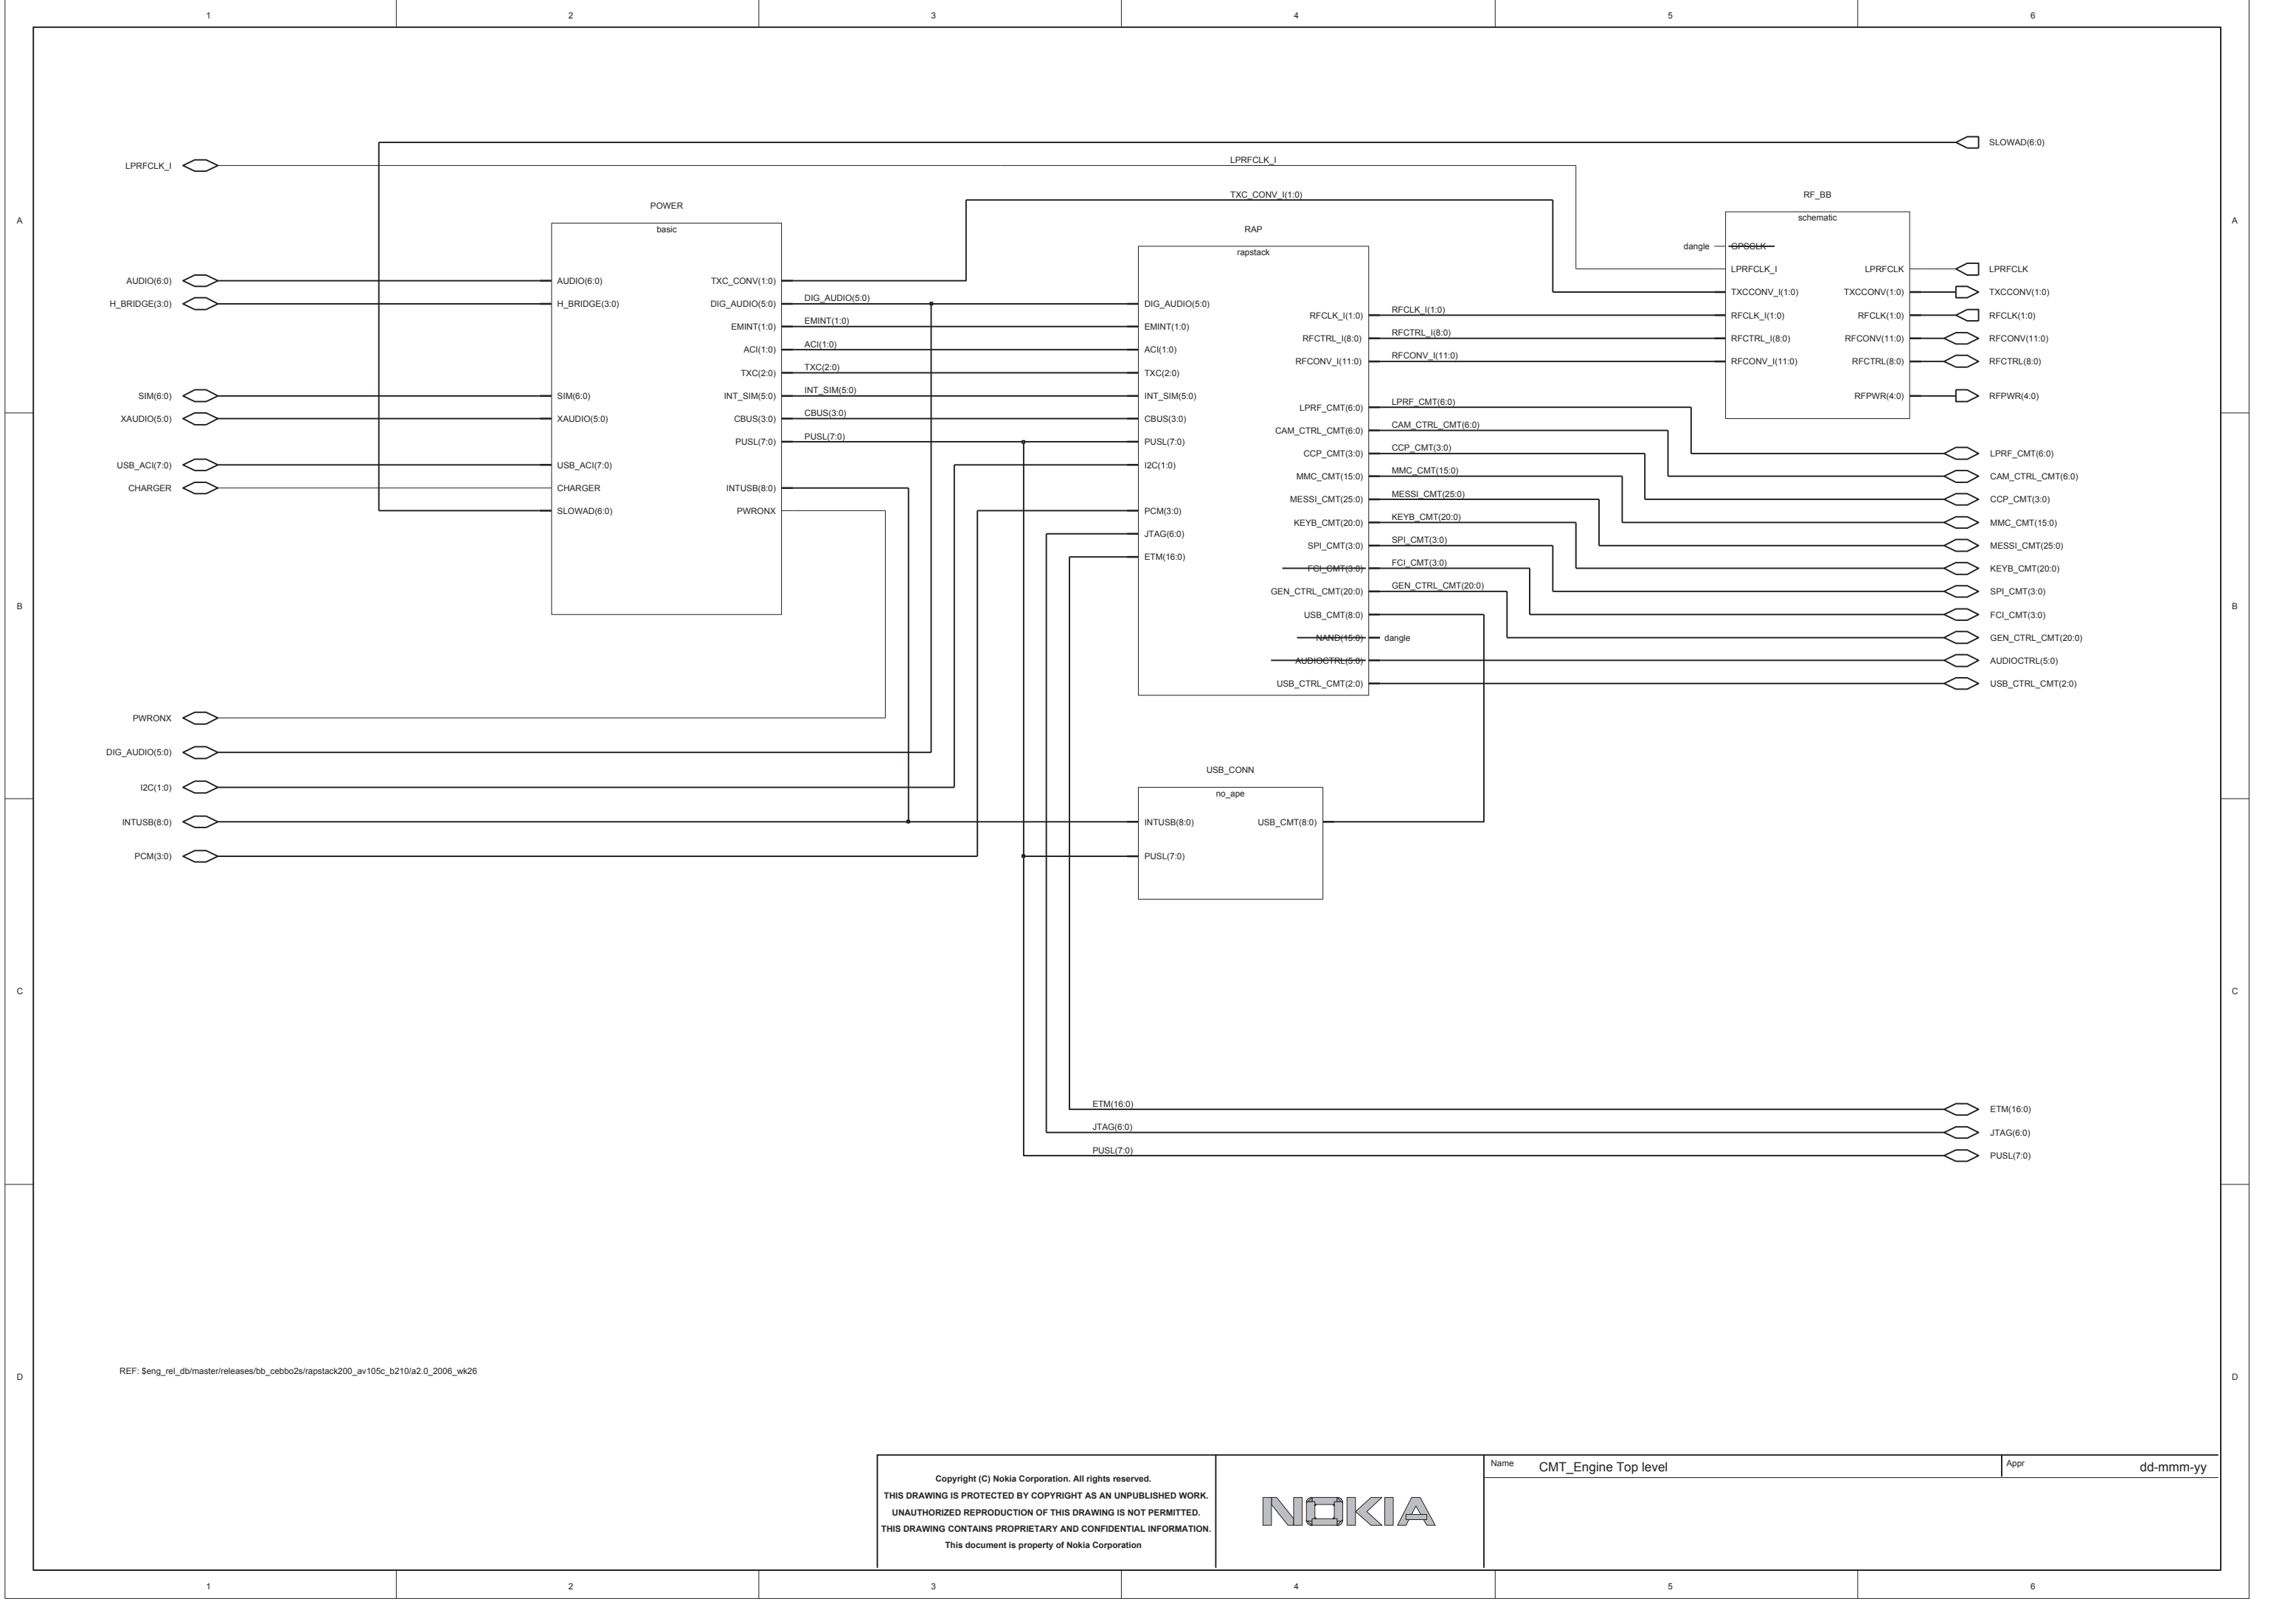 1 2 3 4 5 6
SLOWAD(6:0)
LPRFCLK_I
LPRFCLK_I
TXC_CONV_I(1:0)
A
A
POWER
basic
AUDIO(6:0)
H_BRIDGE(3:0)
SIM(6:0)
XAUDIO(5:0)
USB_ACI(7:0)
CHARGER
AUDIO(6:0)
H_BRIDGE(3:0)
SIM(6:0)
XAUDIO(5:0)
USB_ACI(7:0)
CHARGER
SLOWAD(6:0)
TXC_CONV(1:0)
DIG_AUDIO(5:0)
EMINT(1:0)
ACI(1:0)
TXC(2:0)
INT_SIM(5:0)
CBUS(3:0)
PUSL(7:0)
INTUSB(8:0)
PWRONX
DIG_AUDIO(5:0)
EMINT(1:0)
ACI(1:0)
TXC(2:0)
INT_SIM(5:0)
CBUS(3:0)
PUSL(7:0)
RAP
rapstack
DIG_AUDIO(5:0)
EMINT(1:0)
ACI(1:0)
TXC(2:0)
INT_SIM(5:0)
CBUS(3:0)
PUSL(7:0)
I2C(1:0)
PCM(3:0)
JTAG(6:0)
ETM(16:0)
RFCLK_I(1:0)
RFCTRL_I(8:0)
RFCONV_I(11:0)
LPRF_CMT(6:0)
CAM_CTRL_CMT(6:0)
CCP_CMT(3:0)
MMC_CMT(15:0)
MESSI_CMT(25:0)
KEYB_CMT(20:0)
SPI_CMT(3:0)
FCI_CMT(3:0)
GEN_CTRL_CMT(20:0)
USB_CMT(8:0)
NAND(15:0)
AUDIOCTRL(5:0)
USB_CTRL_CMT(2:0)
RFCLK_I(1:0)
RFCTRL_I(8:0)
RFCONV_I(11:0)
LPRF_CMT(6:0)
CAM_CTRL_CMT(6:0)
CCP_CMT(3:0)
MMC_CMT(15:0)
MESSI_CMT(25:0)
KEYB_CMT(20:0)
SPI_CMT(3:0)
FCI_CMT(3:0)
GEN_CTRL_CMT(20:0)
dangle
RF_BB
schematic
dangle
GPSCLK
LPRFCLK_I
TXCCONV_I(1:0)
RFCLK_I(1:0)
RFCTRL_I(8:0)
RFCONV_I(11:0)
LPRFCLK
TXCCONV(1:0)
RFCLK(1:0)
RFCONV(11:0)
RFCTRL(8:0)
RFPWR(4:0)
LPRFCLK
TXCCONV(1:0)
RFCLK(1:0)
RFCONV(11:0)
RFCTRL(8:0)
RFPWR(4:0)
LPRF_CMT(6:0)
CAM_CTRL_CMT(6:0)
CCP_CMT(3:0)
MMC_CMT(15:0)
MESSI_CMT(25:0)
KEYB_CMT(20:0)
SPI_CMT(3:0)
FCI_CMT(3:0)
GEN_CTRL_CMT(20:0)
AUDIOCTRL(5:0)
USB_CTRL_CMT(2:0)
B
B
PWRONX
DIG_AUDIO(5:0)
I2C(1:0)
INTUSB(8:0)
PCM(3:0)
USB_CONN
no_ape
INTUSB(8:0)
USB_CMT(8:0)
PUSL(7:0)
C
C
ETM(16:0)
JTAG(6:0)
PUSL(7:0)
ETM(16:0)
JTAG(6:0)
PUSL(7:0)
D
D
REF: $eng_rel_db/master/releases/bb_cebbo2s/rapstack200_av105c_b210/a2.0_2006_wk26
Copyright (C) Nokia Corporation. All rights reserved.
THIS DRAWING IS PROTECTED BY COPYRIGHT AS AN UNPUBLISHED WORK.
UNAUTHORIZED REPRODUCTION OF THIS DRAWING IS NOT PERMITTED.
THIS DRAWING CONTAINS PROPRIETARY AND CONFIDENTIAL INFORMATION.
This document is property of Nokia Corporation
NOKIA
Name CMT_Engine Top level
Appr dd-mmm-yy
1 2 3 4 5 6